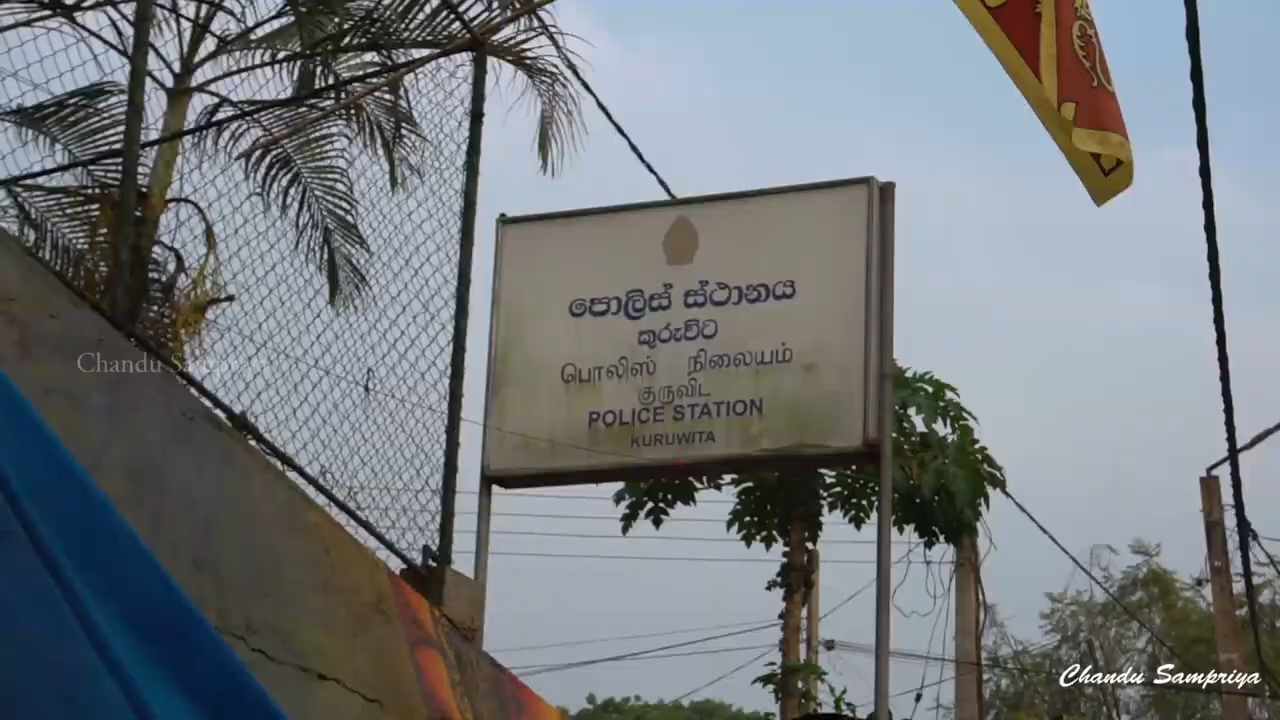 පොලිස් ස්ථානය
කුරුවිට
பொலிஸ் நிலையம்
குருவிட
POLICE STATION
KURUWITA
Chandu Sampriya
Chandu Sampriya